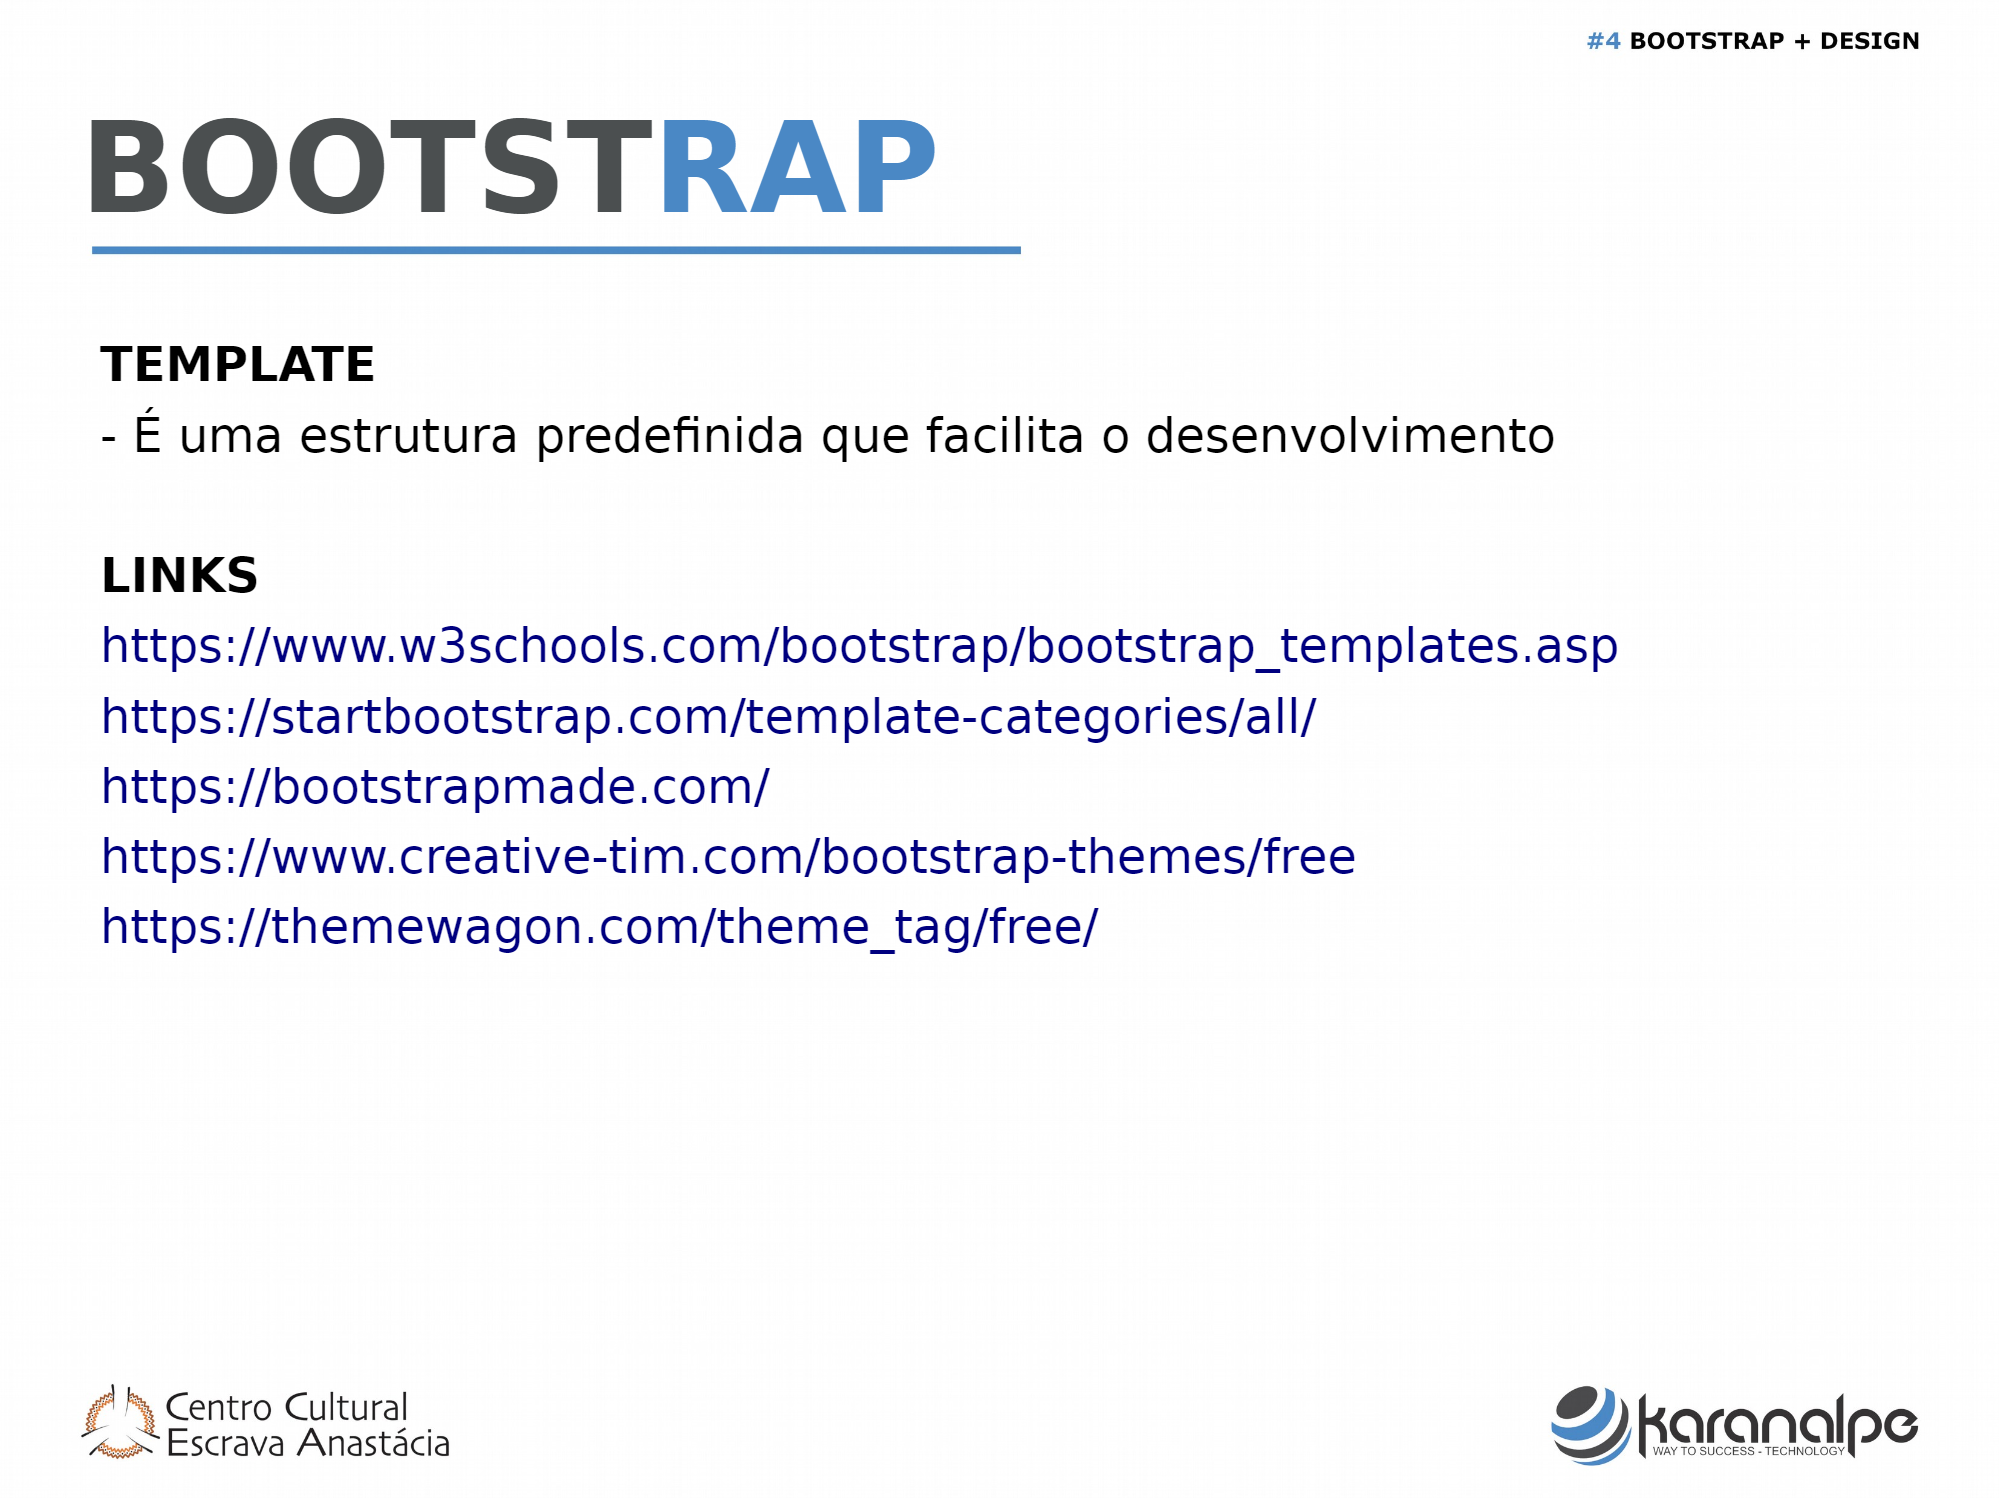 #4 BOOTSTRAP + DESIGN
BOOTSTRAP
TEMPLATE
- É uma estrutura predefinida que facilita o desenvolvimento
LINKS
https://www.w3schools.com/bootstrap/bootstrap_templates.asp
https://startbootstrap.com/template-categories/all/
https://bootstrapmade.com/
https://www.creative-tim.com/bootstrap-themes/free
https://themewagon.com/theme_tag/free/
Centro Cultural
Escrava Anastácia
karanalpe
WAY TO SUCCESS - TECHNOLOGY